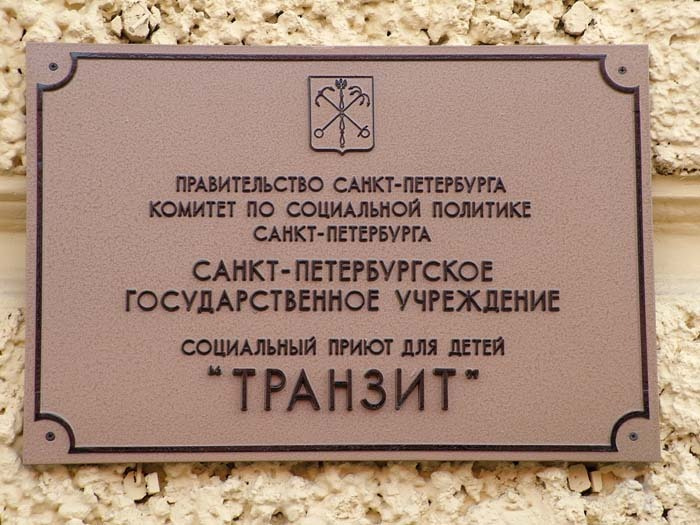 ПРАВИТЕЛЬСТВО САНКТ-ПЕТЕРБУРГА
КОМИТЕТ ПО СОЦИАЛЬНОЙ ПОЛИТИКЕ
САНКТ-ПЕТЕРБУРГА
САНКТ-ПЕТЕРБУРГСКОЕ
ГОСУДАРСТВЕННОЕ УЧРЕЖДЕНИЕ
СОЦИАЛЬНЫЙ ПРИЮТ ДЛЯ ДЕТЕЙ
“ТРАНЗИТ”